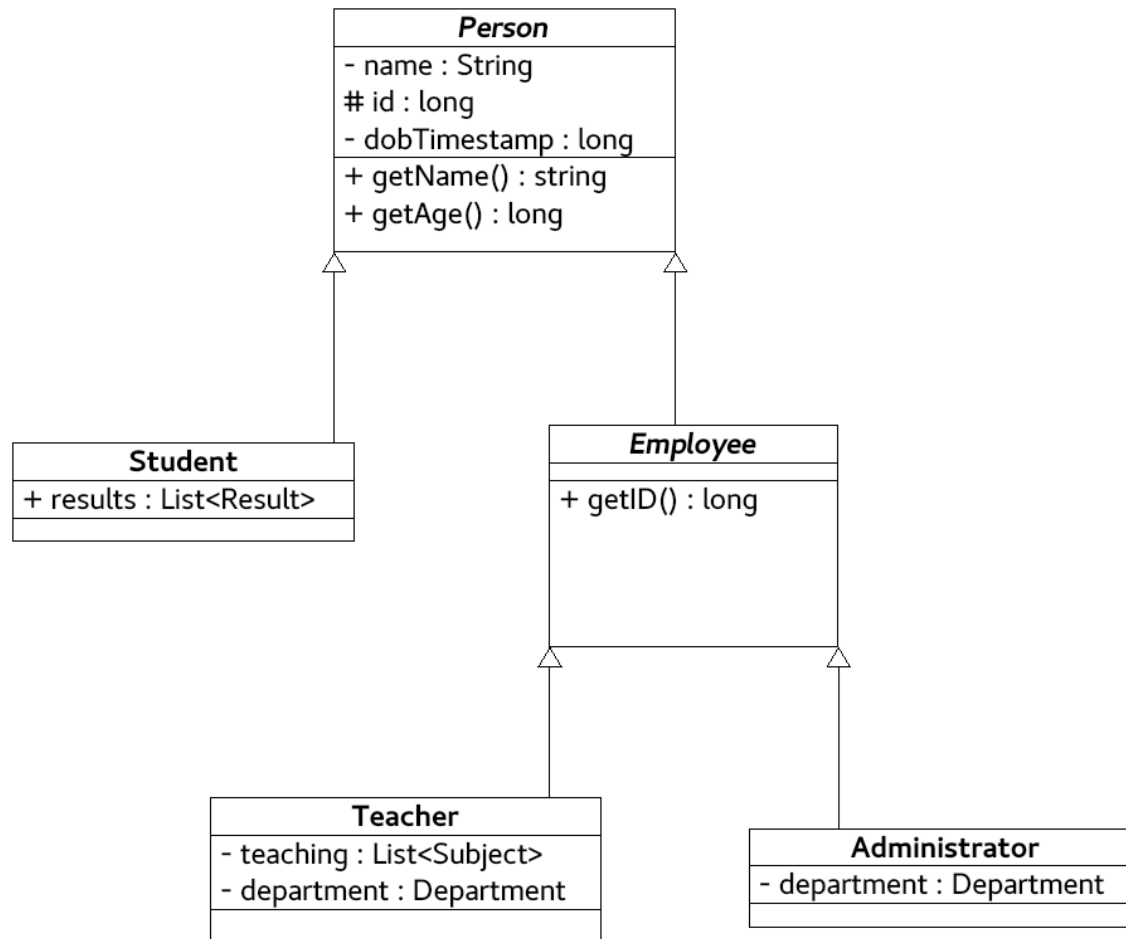 Person
- name : String
# id : long
- dobTimestamp : long
+ getName() : string
+ getAge() : long
Student
+ results : List<Result>
Employee
+ getID() : long
Teacher
- teaching : List<Subject>
- department : Department
Administrator
- department : Department